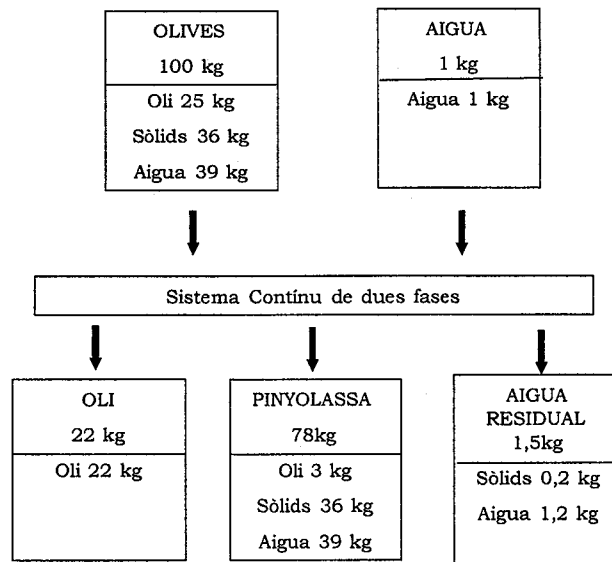 OLIVES
100 kg
Oli 25 kg
Sòlids 36 kg
Aigua 39 kg
AIGUA
1 kg
Aigua 1 kg
Sistema Contínu de dues fases
OLI
22 kg
Oli 22 kg
PINYOLASSA
78kg
Oli 3 kg
Sòlids 36 kg
Aigua 39 kg
AIGUA
RESIDUAL
1,5kg
Sòlids 0,2 kg
Aigua 1,2 kg